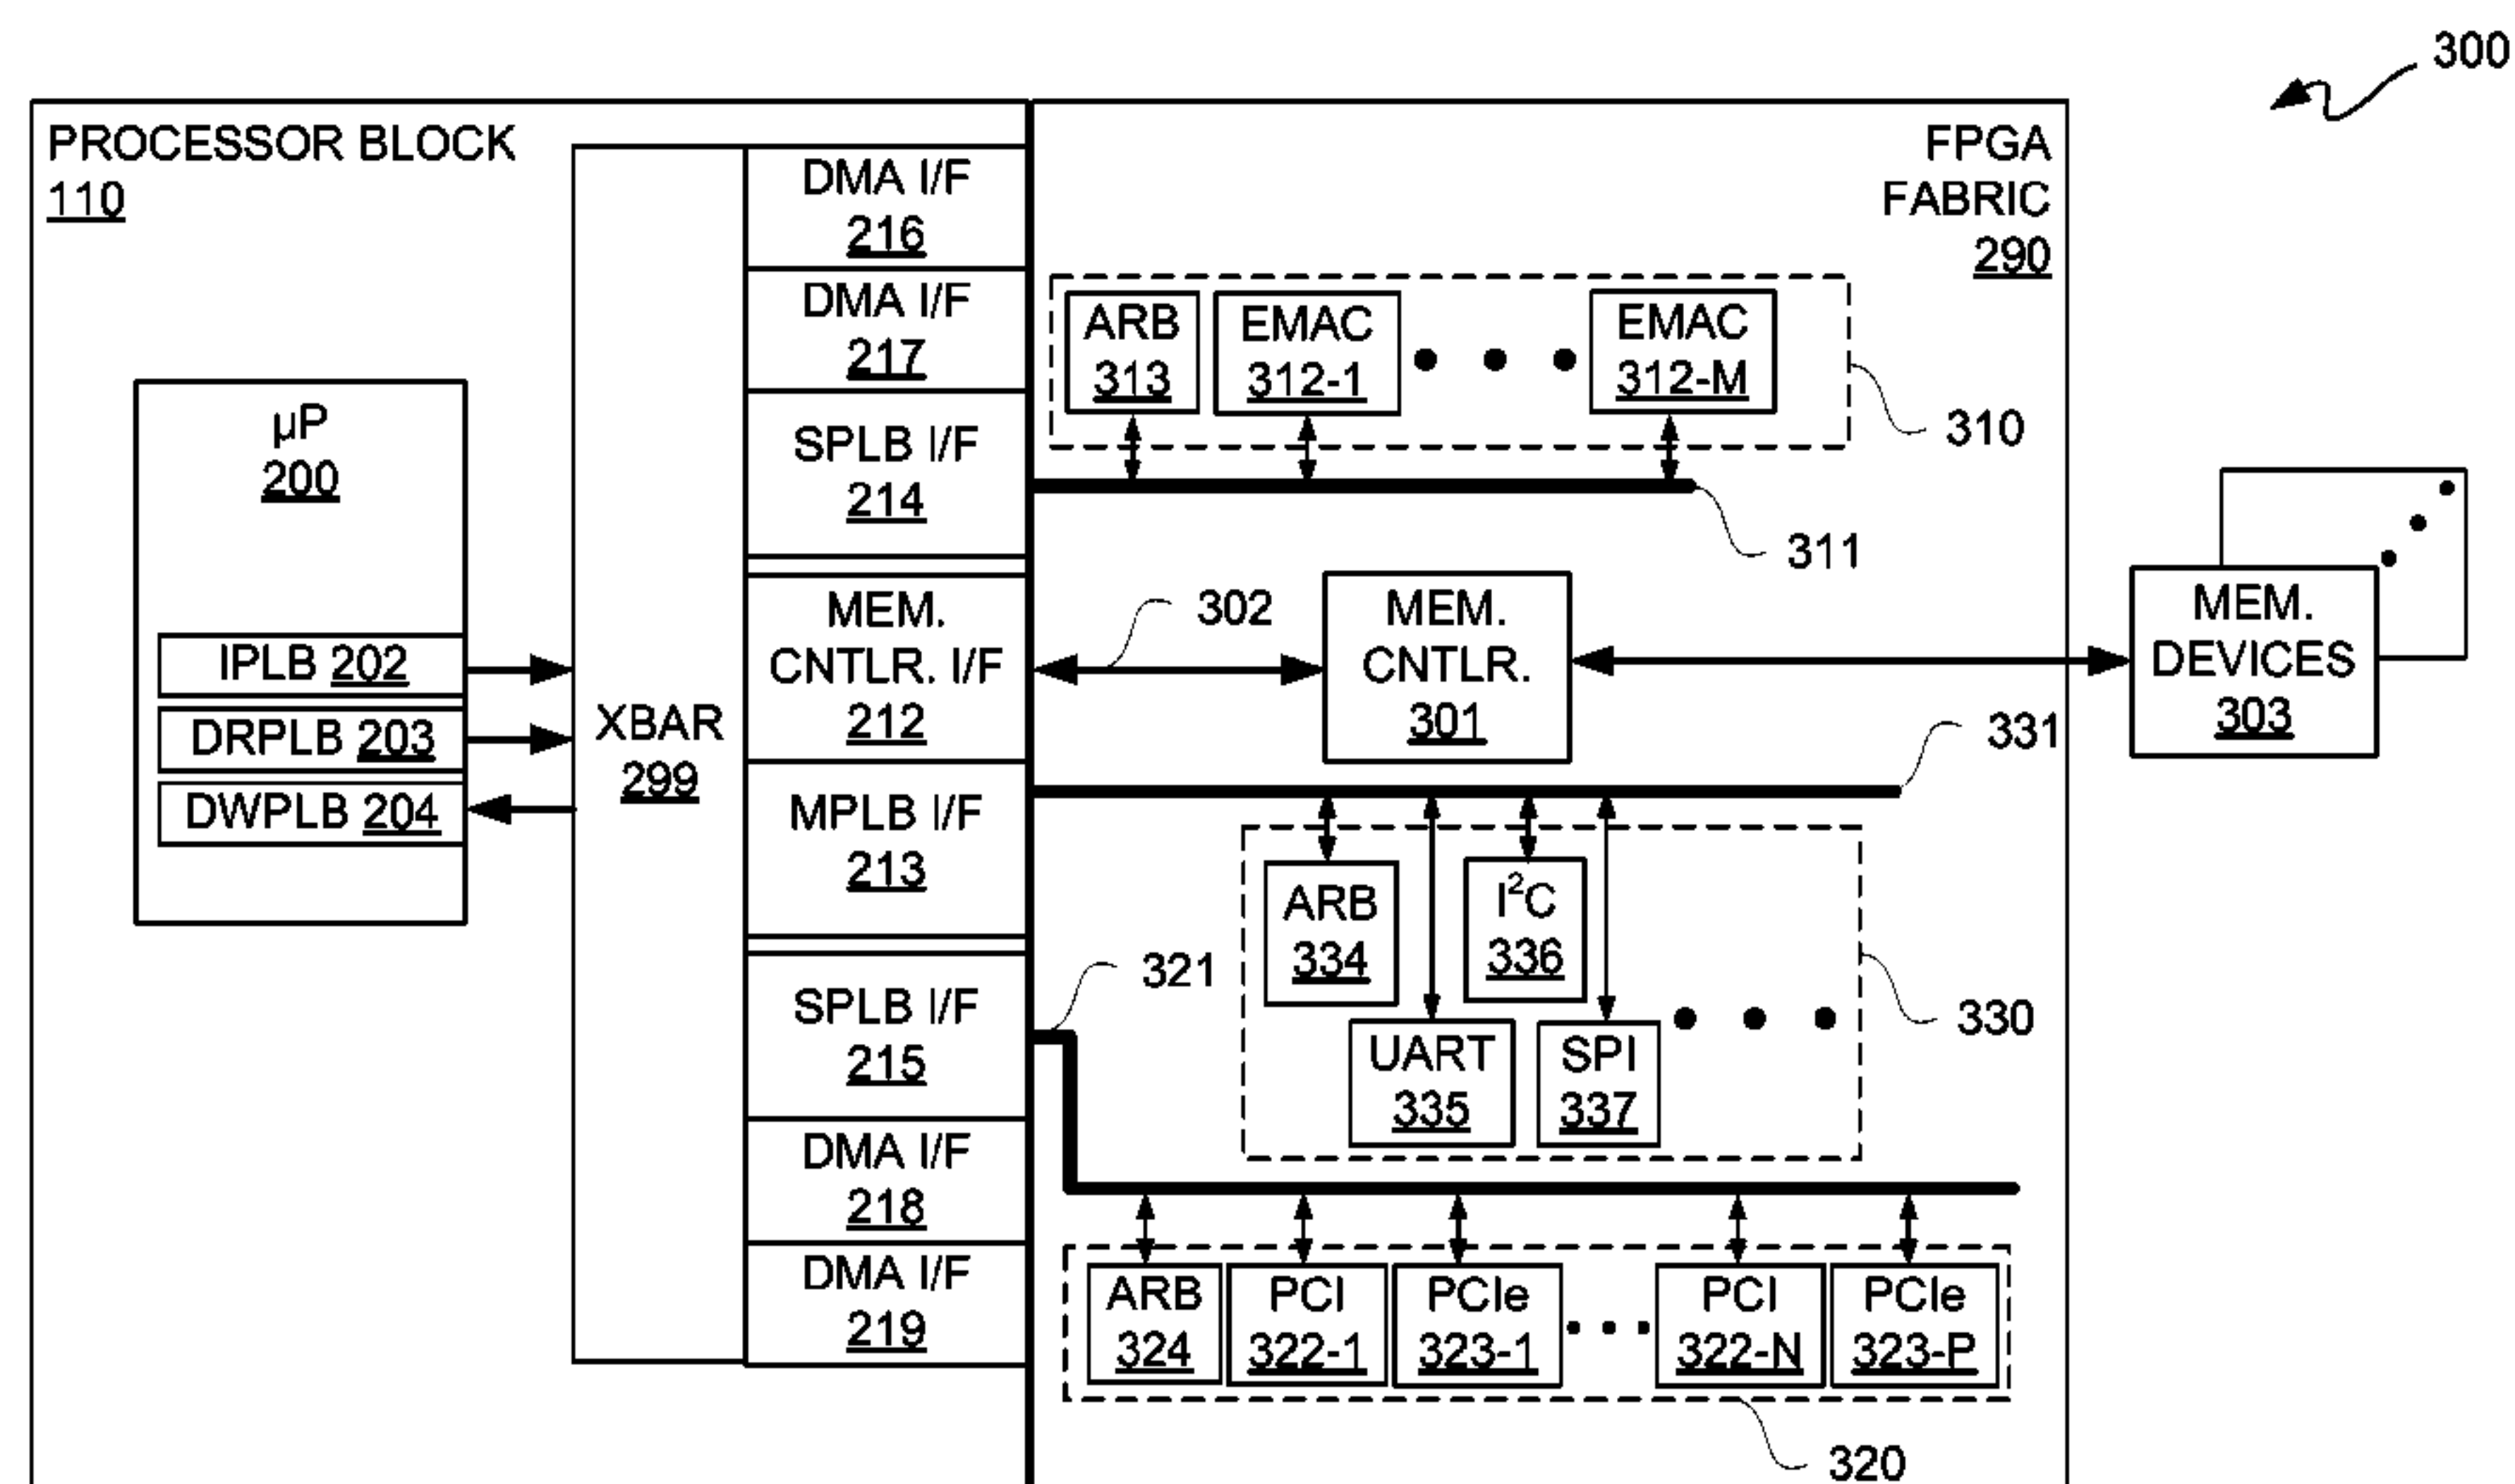 300
PROCESSOR BLOCK
110
FPGA
FABRIC
290
µP
200
IPLB 202
DRPLB 203
DWPLB 204
XBAR
299
DMA I/F
216
DMA I/F
217
SPLB I/F
214
MEM.
CNTLR. I/F
212
MPLB I/F
213
SPLB I/F
215
DMA I/F
218
DMA I/F
219
ARB
313
EMAC
312-1
EMAC
312-M
310
311
302
MEM.
CNTLR.
301
MEM.
DEVICES
303
331
ARB
334
UART
335
I²C
336
SPI
337
330
321
ARB
324
PCI
322-1
PCIe
323-1
PCI
322-N
PCIe
323-P
320